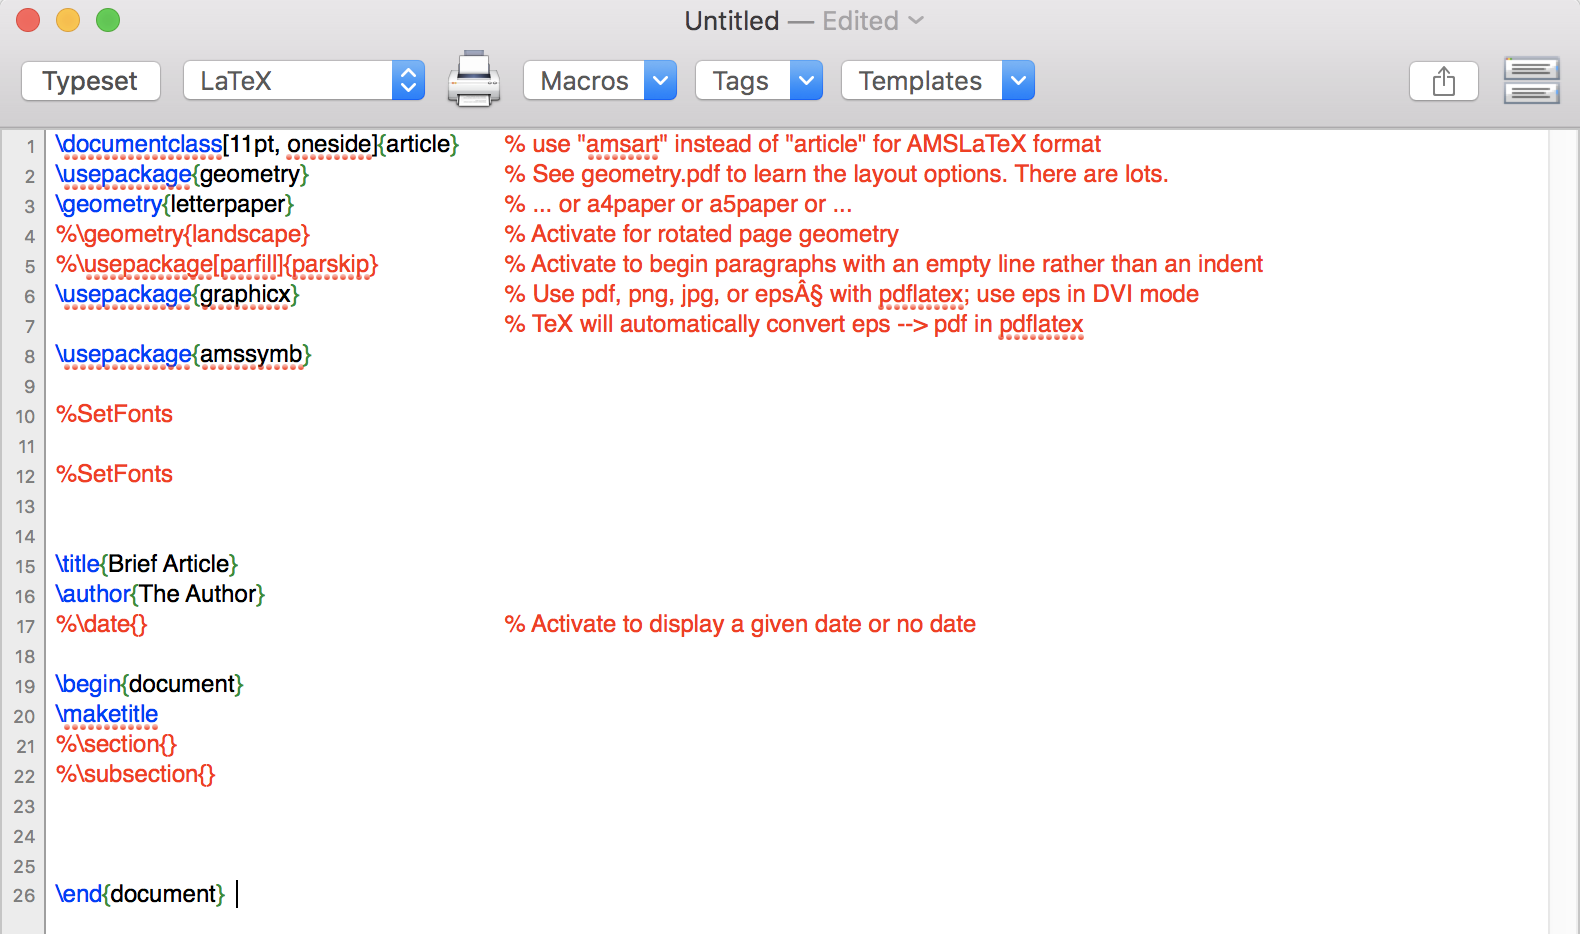 Untitled — Edited
Typeset LaTeX Macros Tags Templates
1 \documentclass[11pt, oneside]{article} % use "amsart" instead of "article" for AMSLaTeX format
2 \usepackage{geometry} % See geometry.pdf to learn the layout options. There are lots.
3 \geometry{letterpaper} % ... or a4paper or a5paper or ...
4 %\geometry{landscape} % Activate for rotated page geometry
5 %\usepackage[parfill]{parskip} % Activate to begin paragraphs with an empty line rather than an indent
6 \usepackage{graphicx} % Use pdf, png, jpg, or epsÂ§ with pdflatex; use eps in DVI mode
7 % TeX will automatically convert eps --> pdf in pdflatex
8 \usepackage{amssymb}
9
10 %SetFonts
11
12 %SetFonts
13
14
15 \title{Brief Article}
16 \author{The Author}
17 %\date{} % Activate to display a given date or no date
18
19 \begin{document}
20 \maketitle
21 %\section{}
22 %\subsection{}
23
24
25
26 \end{document}